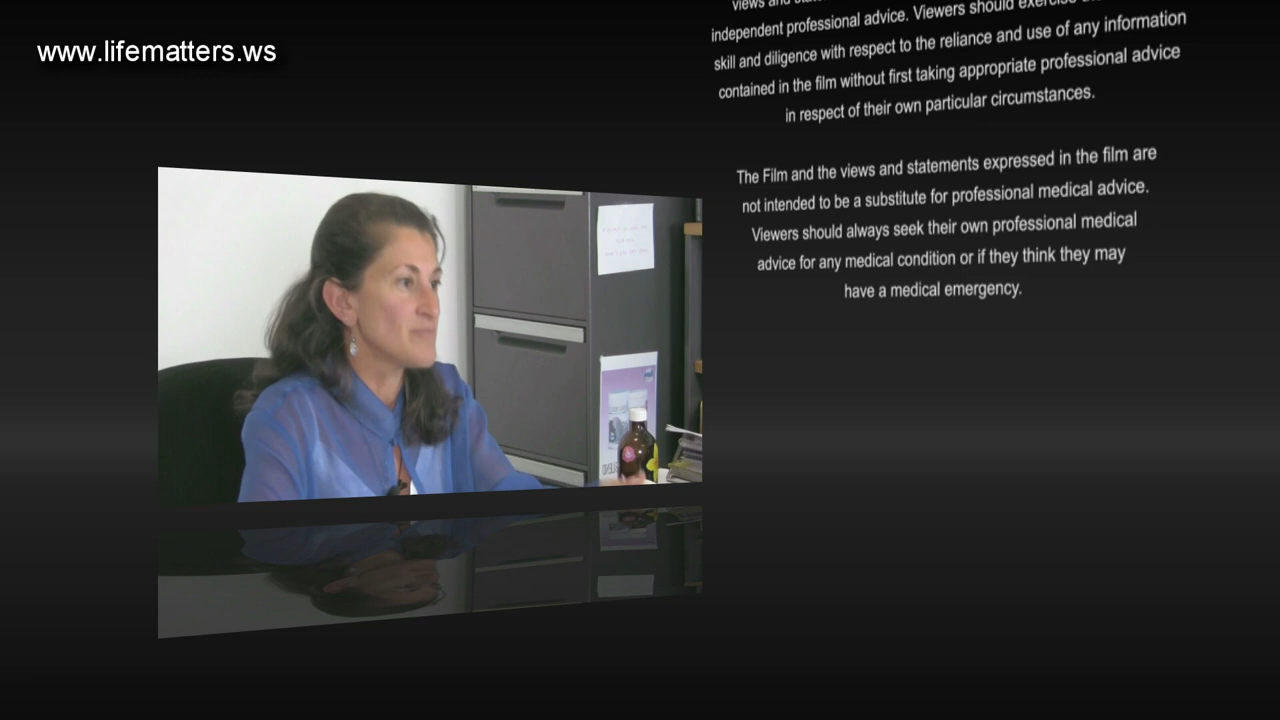 www.lifematters.ws
views and
independent professional advice. Viewers should exercise
skill and diligence with respect to the reliance and use of any information
contained in the film without first taking appropriate professional advice
in respect of their own particular circumstances.
The Film and the views and statements expressed in the film are
not intended to be a substitute for professional medical advice.
Viewers should always seek their own professional medical
advice for any medical condition or if they think they may
have a medical emergency.